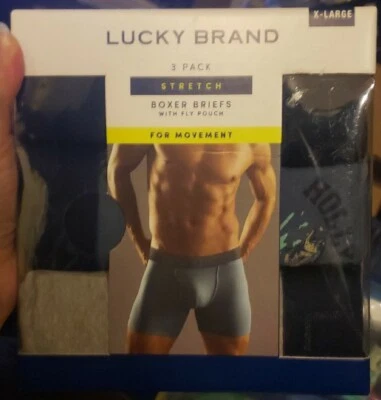 X-LARGE
LUCKY BRAND
3 PACK
STRETCH
BOXER BRIEFS
WITH FLY POUCH
FOR MOVEMENT